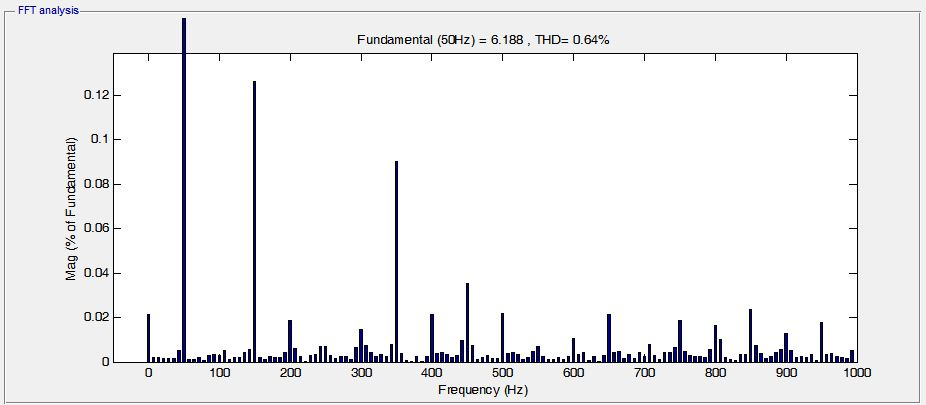 FFT analysis
Fundamental (50Hz) = 6.188 , THD= 0.64%
Mag (% of Fundamental)
0.12
0.1
0.08
0.06
0.04
0.02
0
0 100 200 300 400 500 600 700 800 900 1000
Frequency (Hz)